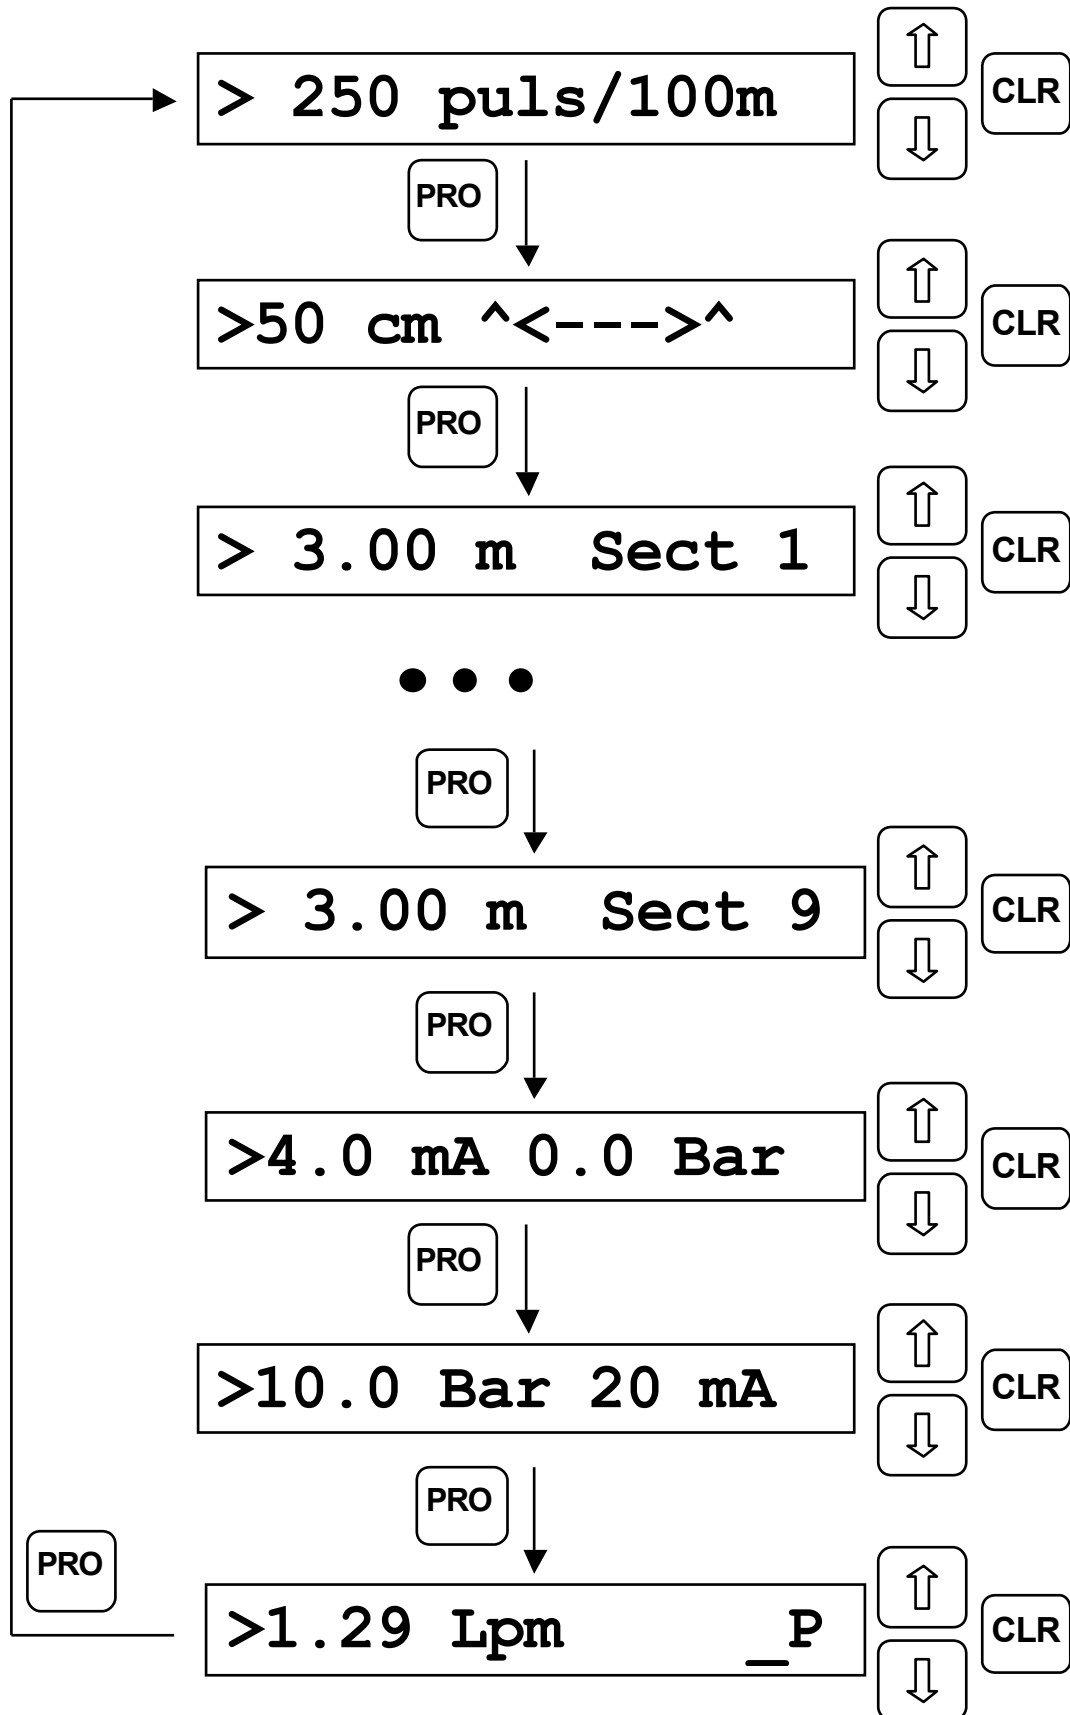 > 250 puls/100m
CLR
PRO
>50 cm ^<--->^
CLR
PRO
> 3.00 m Sect 1
CLR
PRO
> 3.00 m Sect 9
CLR
PRO
>4.0 mA 0.0 Bar
CLR
PRO
>10.0 Bar 20 mA
CLR
PRO
PRO
>1.29 Lpm _P
CLR